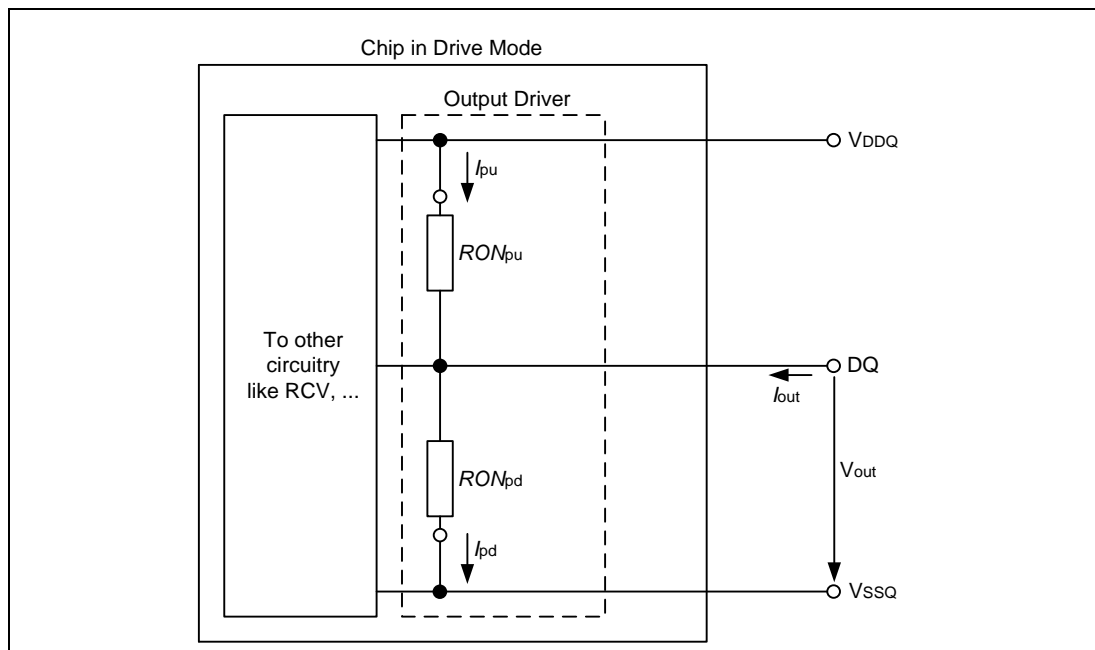 Chip in Drive Mode
Output Driver
VDDQ
Ipu
RONpu
To other
circuitry
like RCV, ...
DQ
Iout
RONpd
Vout
Ipd
VSSQ